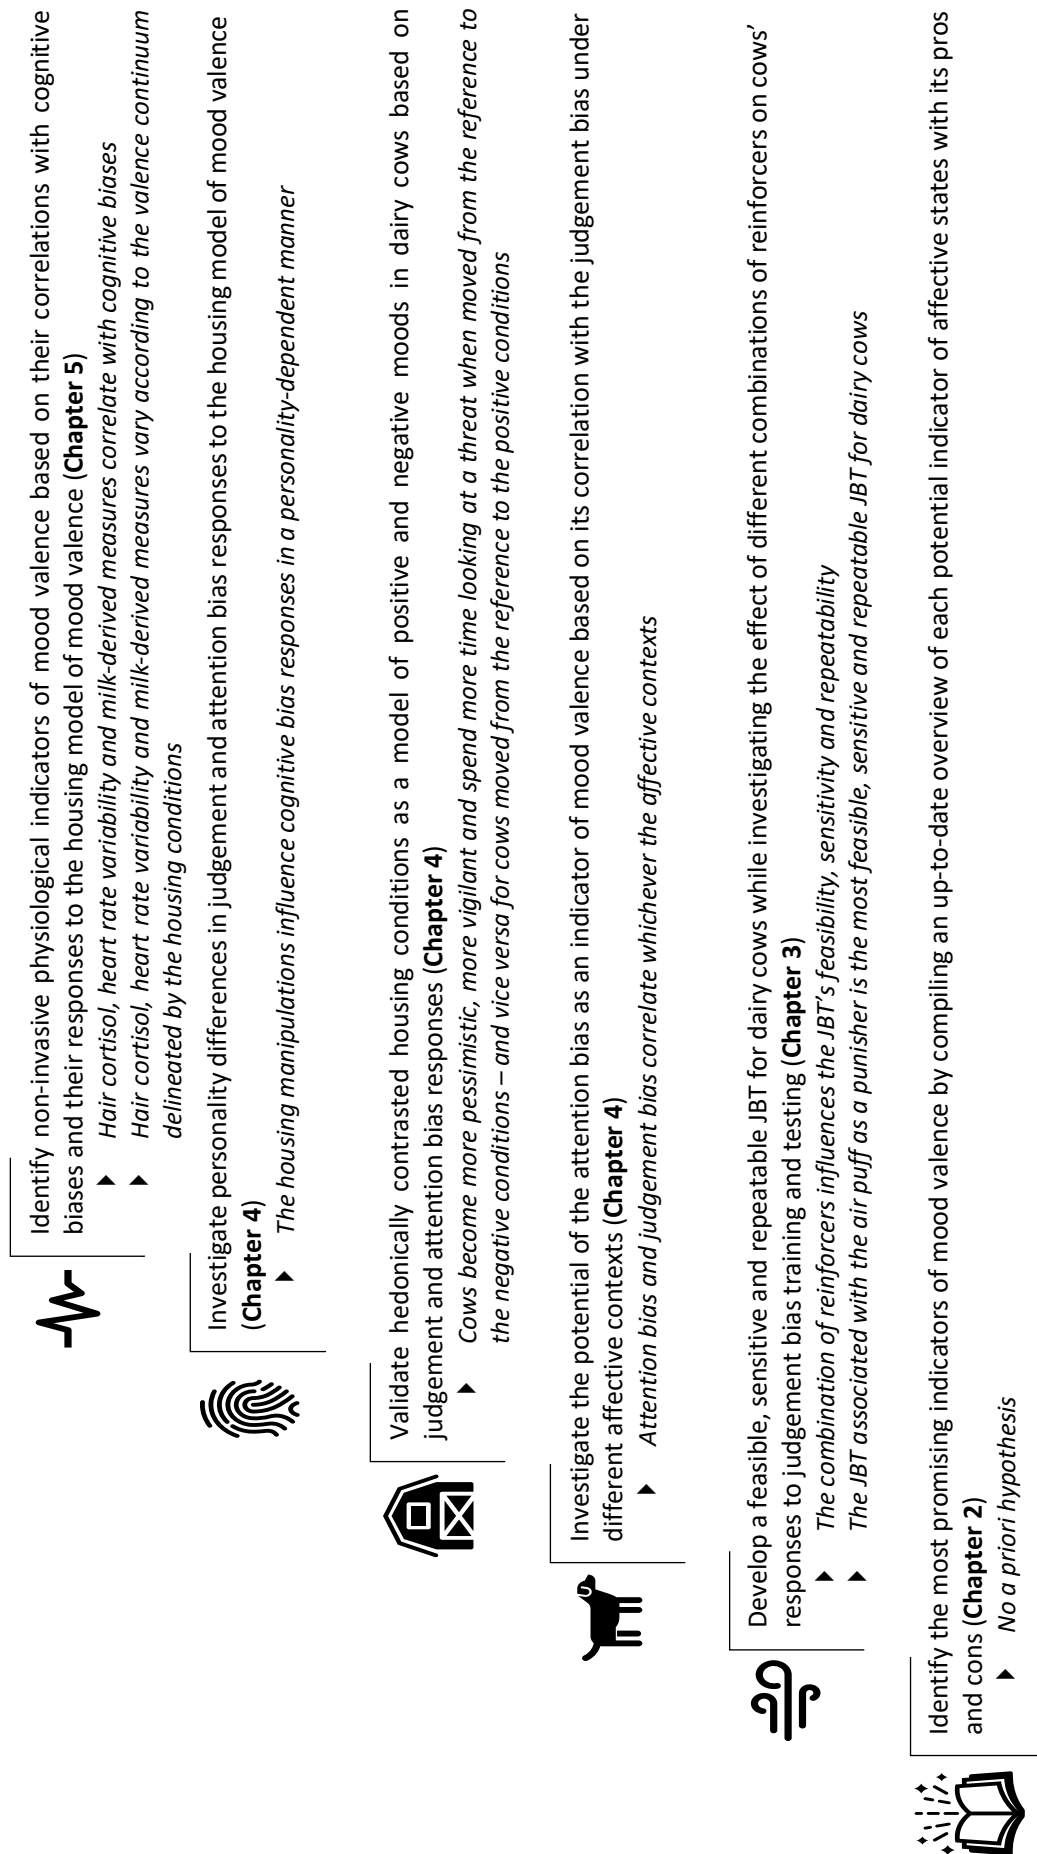 Identify non-invasive physiological indicators of mood valence based on their correlations with cognitive
biases and their responses to the housing model of mood valence (Chapter 5)
Hair cortisol, heart rate variability and milk-derived measures correlate with cognitive biases
Hair cortisol, heart rate variability and milk-derived measures vary according to the valence continuum
delineated by the housing conditions
Investigate personality differences in judgement and attention bias responses to the housing model of mood valence
(Chapter 4)
The housing manipulations influence cognitive bias responses in a personality-dependent manner
Validate hedonically contrasted housing conditions as a model of positive and negative moods in dairy cows based on
judgement and attention bias responses (Chapter 4)
Cows become more pessimistic, more vigilant and spend more time looking at a threat when moved from the reference to
the negative conditions – and vice versa for cows moved from the reference to the positive conditions
Investigate the potential of the attention bias as an indicator of mood valence based on its correlation with the judgement bias under
different affective contexts (Chapter 4)
Attention bias and judgement bias correlate whichever the affective contexts
Develop a feasible, sensitive and repeatable JBT for dairy cows while investigating the effect of different combinations of reinforcers on cows’
responses to judgement bias training and testing (Chapter 3)
The combination of reinforcers influences the JBT’s feasibility, sensitivity and repeatability
The JBT associated with the air puff as a punisher is the most feasible, sensitive and repeatable JBT for dairy cows
Identify the most promising indicators of mood valence by compiling an up-to-date overview of each potential indicator of affective states with its pros
and cons (Chapter 2)
No a priori hypothesis